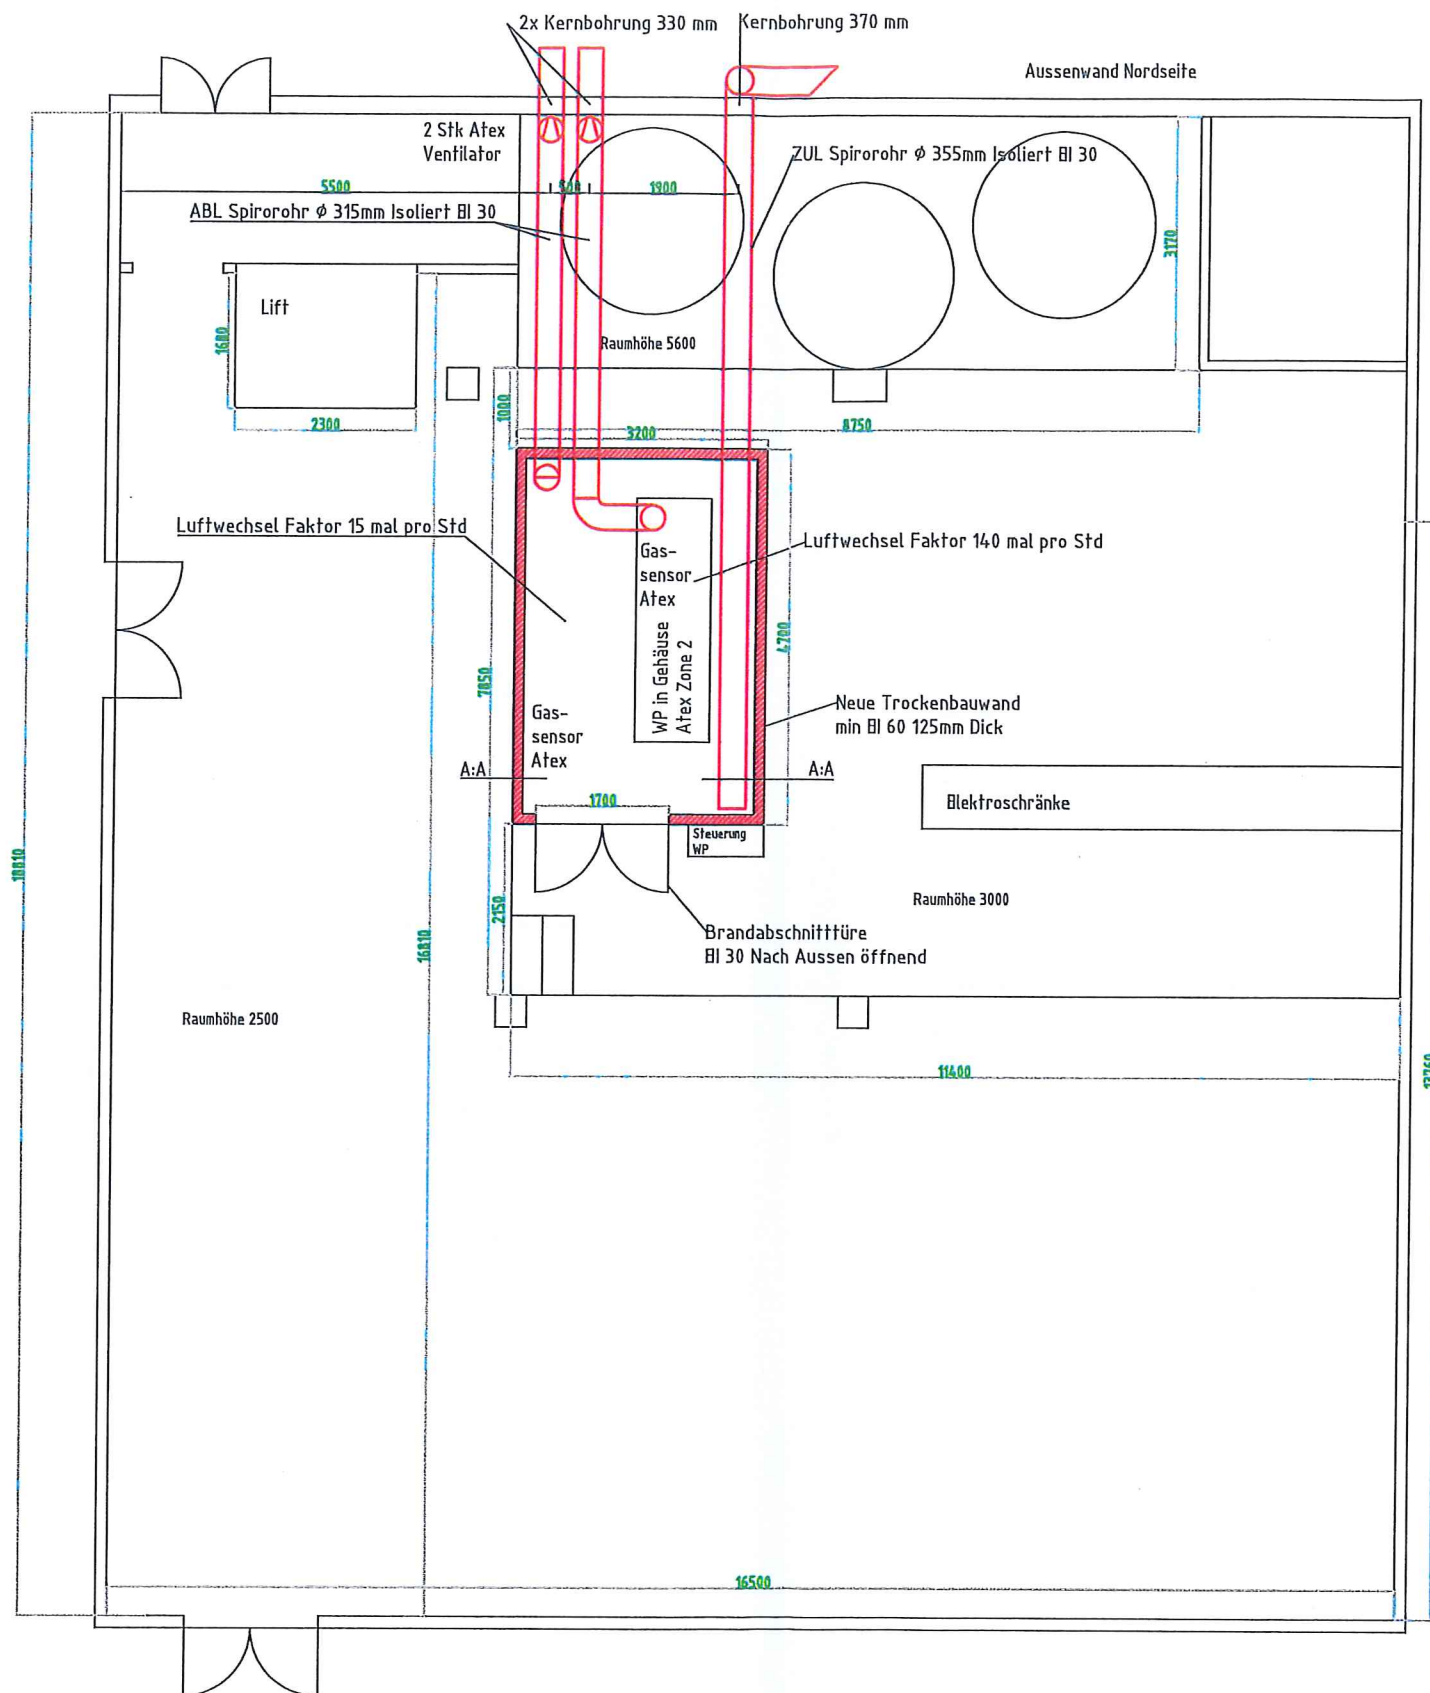 2x Kernbohrung 330 mm
Kernbohrung 370 mm
Aussenwand Nordseite
2 Stk Atex
Ventilator
ZUL Spirorohr ϕ 355mm Isoliert EI 30
5500
500
1900
ABL Spirorohr ϕ 315mm Isoliert EI 30
3170
Lift
1680
Raumhöhe 5600
1000
2300
3200
8750
Luftwechsel Faktor 15 mal pro Std
Luftwechsel Faktor 140 mal pro Std
Gas-
sensor
Atex
WP in Gehäuse
Atex Zone 2
4700
7850
Gas-
sensor
Atex
Neue Trockenbauwand
min EI 60 125mm Dick
A:A
A:A
1700
Elektroschränke
Steuerung
WP
18810
2150
16810
Raumhöhe 3000
Brandabschnitttüre
EI 30 Nach Aussen öffnend
Raumhöhe 2500
11400
13760
16500